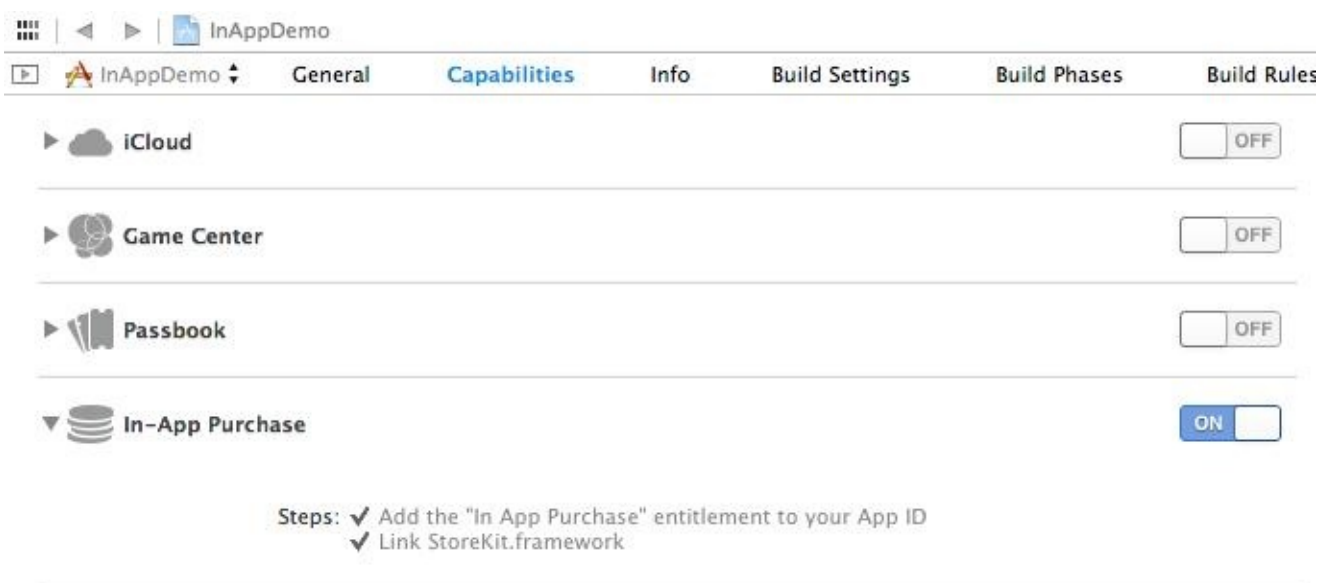 InAppDemo
InAppDemo General Capabilities Info Build Settings Build Phases Build Rules
iCloud OFF
Game Center OFF
Passbook OFF
In-App Purchase ON
Steps: ✓ Add the "In App Purchase" entitlement to your App ID
✓ Link StoreKit.framework